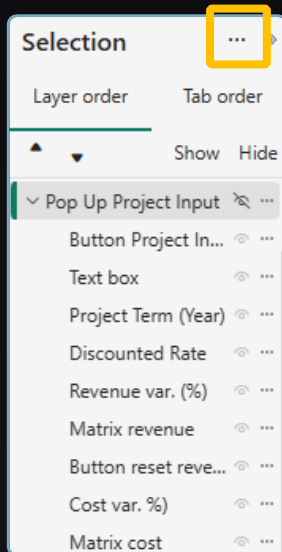 Selection
Layer order Tab order
Show Hide
Pop Up Project Input
Button Project In...
Text box
Project Term (Year)
Discounted Rate
Revenue var. (%)
Matrix revenue
Button reset reve...
Cost var. %)
Matrix cost